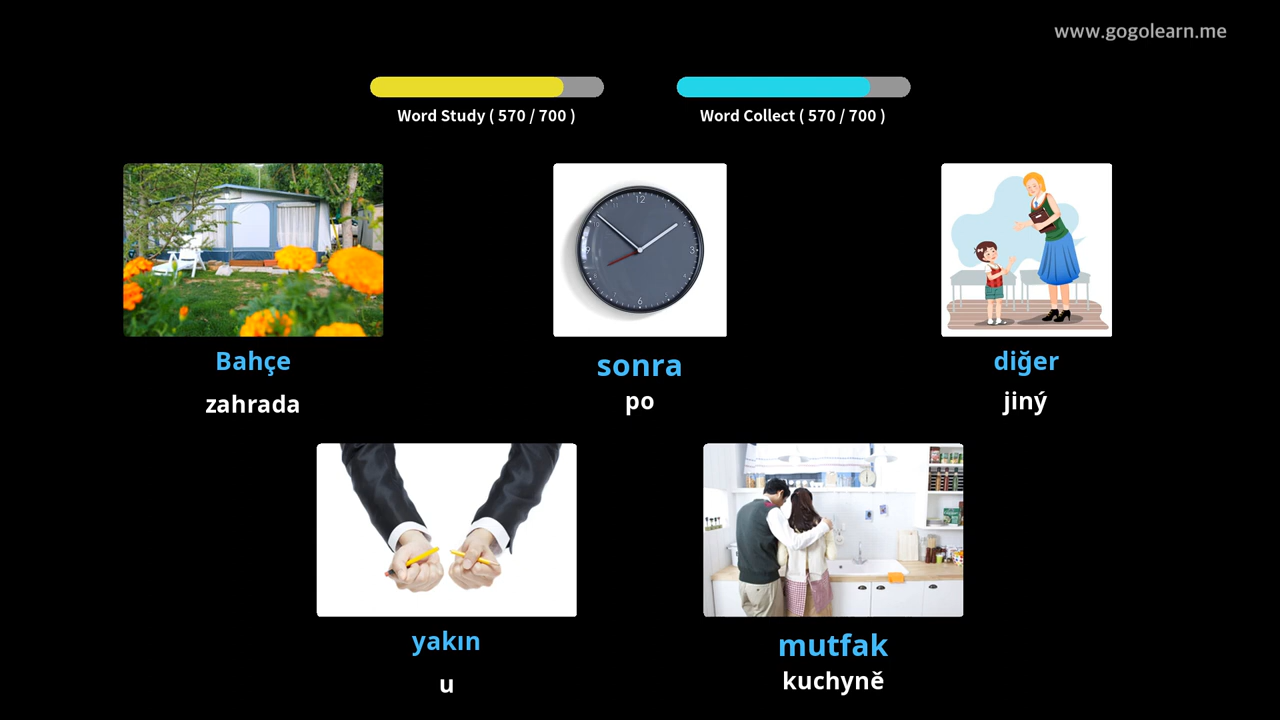 www.gogolearn.me
Word Study ( 570 / 700 )
Word Collect ( 570 / 700 )
Bahçe
zahrada
sonra
po
diğer
jiný
yakın
u
mutfak
kuchyně